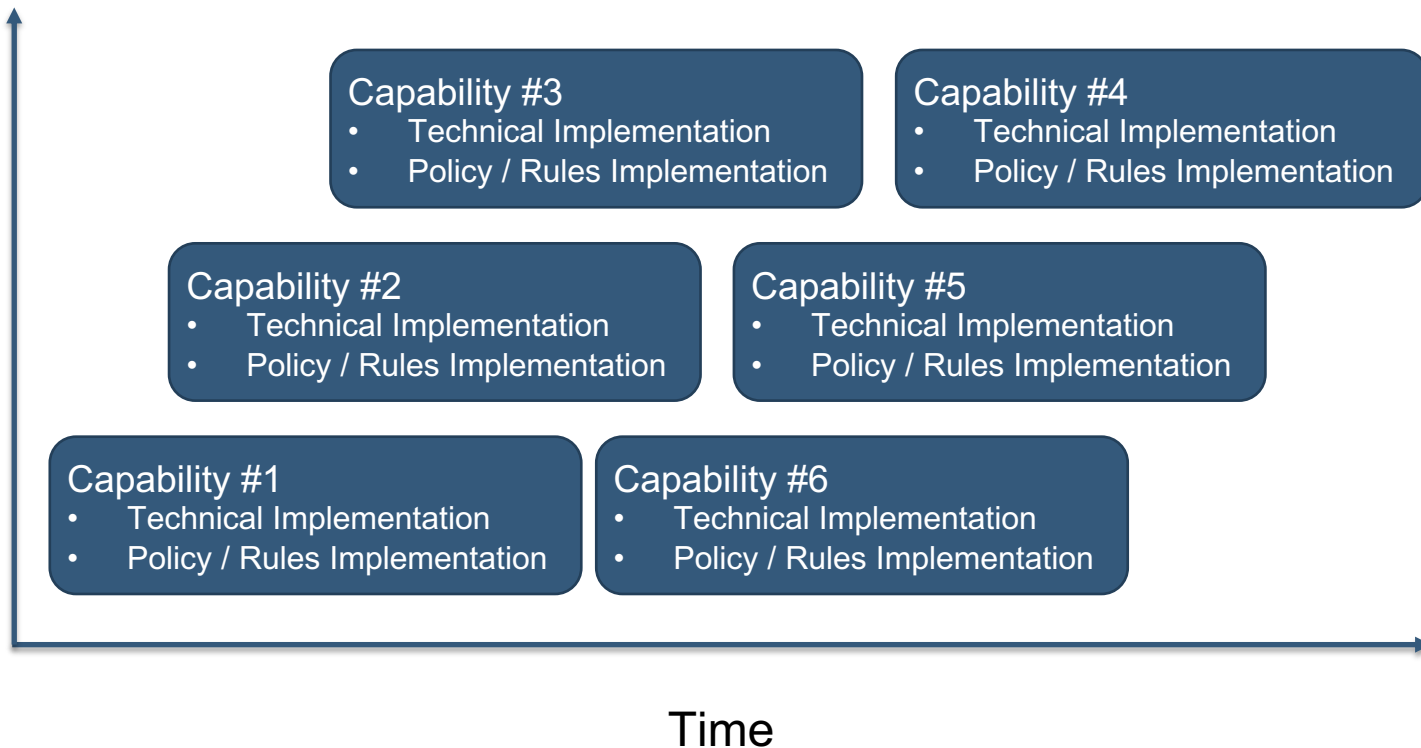 Capability #3
• Technical Implementation
• Policy / Rules Implementation
Capability #4
• Technical Implementation
• Policy / Rules Implementation
Capability #2
• Technical Implementation
• Policy / Rules Implementation
Capability #5
• Technical Implementation
• Policy / Rules Implementation
Capability #1
• Technical Implementation
• Policy / Rules Implementation
Capability #6
• Technical Implementation
• Policy / Rules Implementation
Time